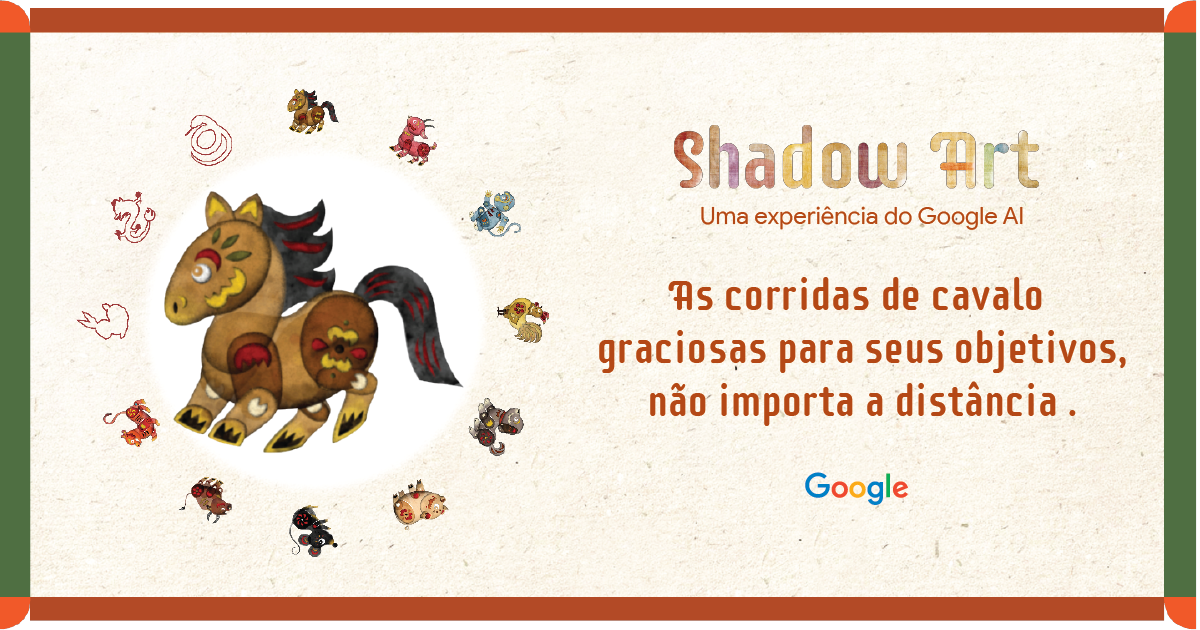 Shadow Art
Uma experiência do Google AI
As corridas de cavalo
graciosas para seus objetivos,
não importa a distância .
Google